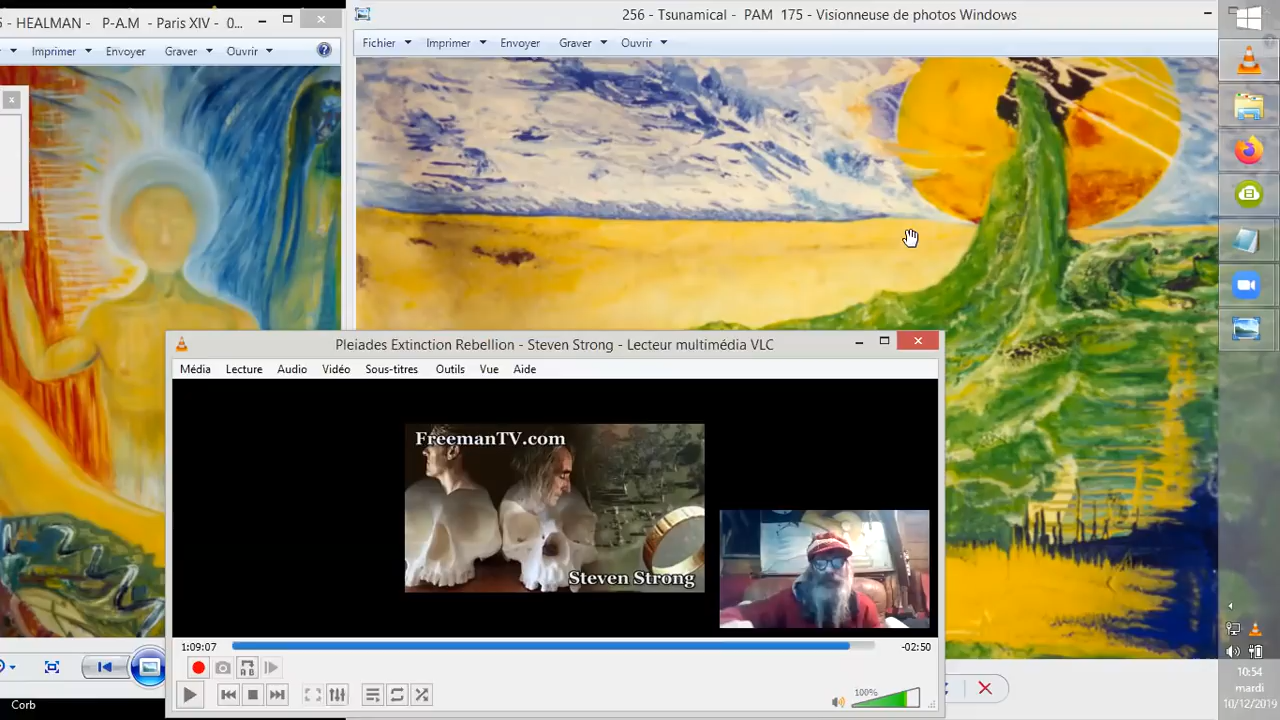 5 - HEALMAN - P-A.M - Paris XIV - 0...
Imprimer Envoyer Graver Ouvrir
256 - Tsunamical - PAM 175 - Visionneuse de photos Windows
Fichier Imprimer Envoyer Graver Ouvrir
Pleiades Extinction Rebellion - Steven Strong - Lecteur multimédia VLC
Média Lecture Audio Vidéo Sous-titres Outils Vue Aide
FreemanTV.com
Steven Strong
1:09:07 -02:50
100%
Corb
10:54
mardi
10/12/2019